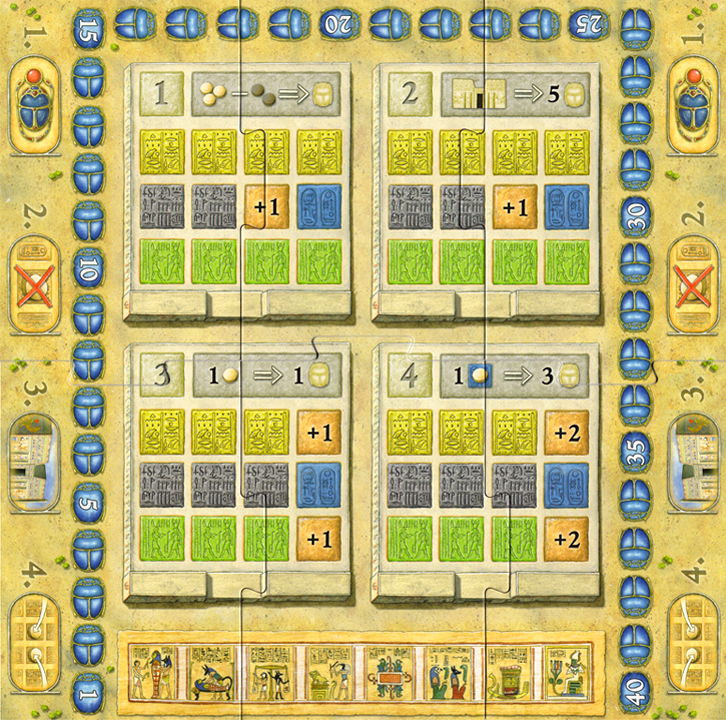 15 20 25
1. 1.
1 – ⇒
2 ⇒ 5
2. 30 2.
+1 +1
10
3 1 ⇒ 1
4 1 ⇒ 3
3. 3.
+1 +2
35
5
+1 +2
4. 4.
1 40